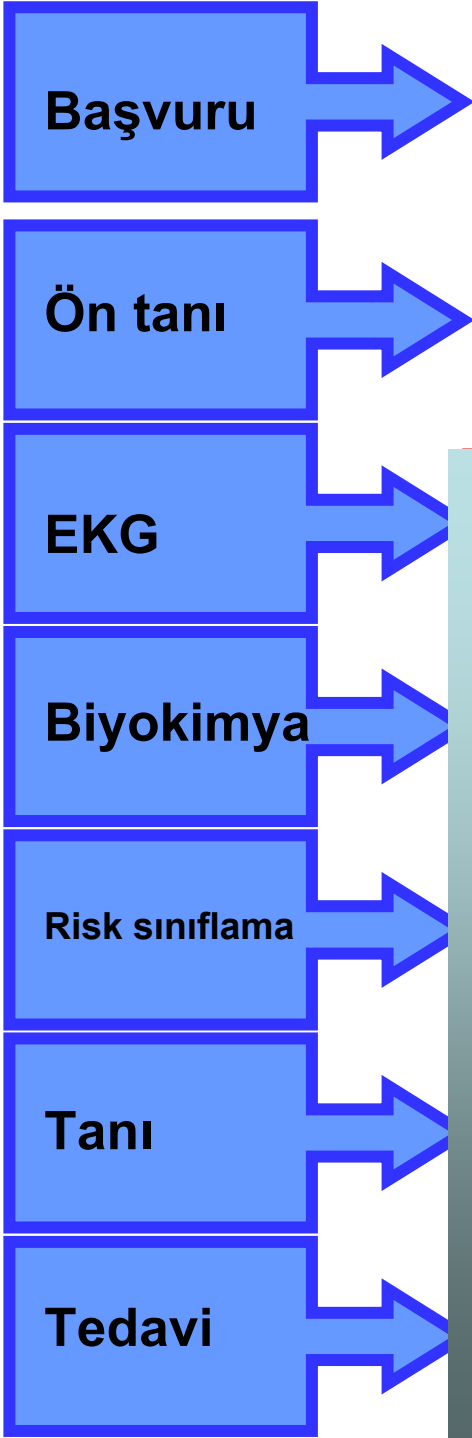 Başvuru
Ön tanı
EKG
Biyokimya
Risk sınıflama
Tanı
Tedavi